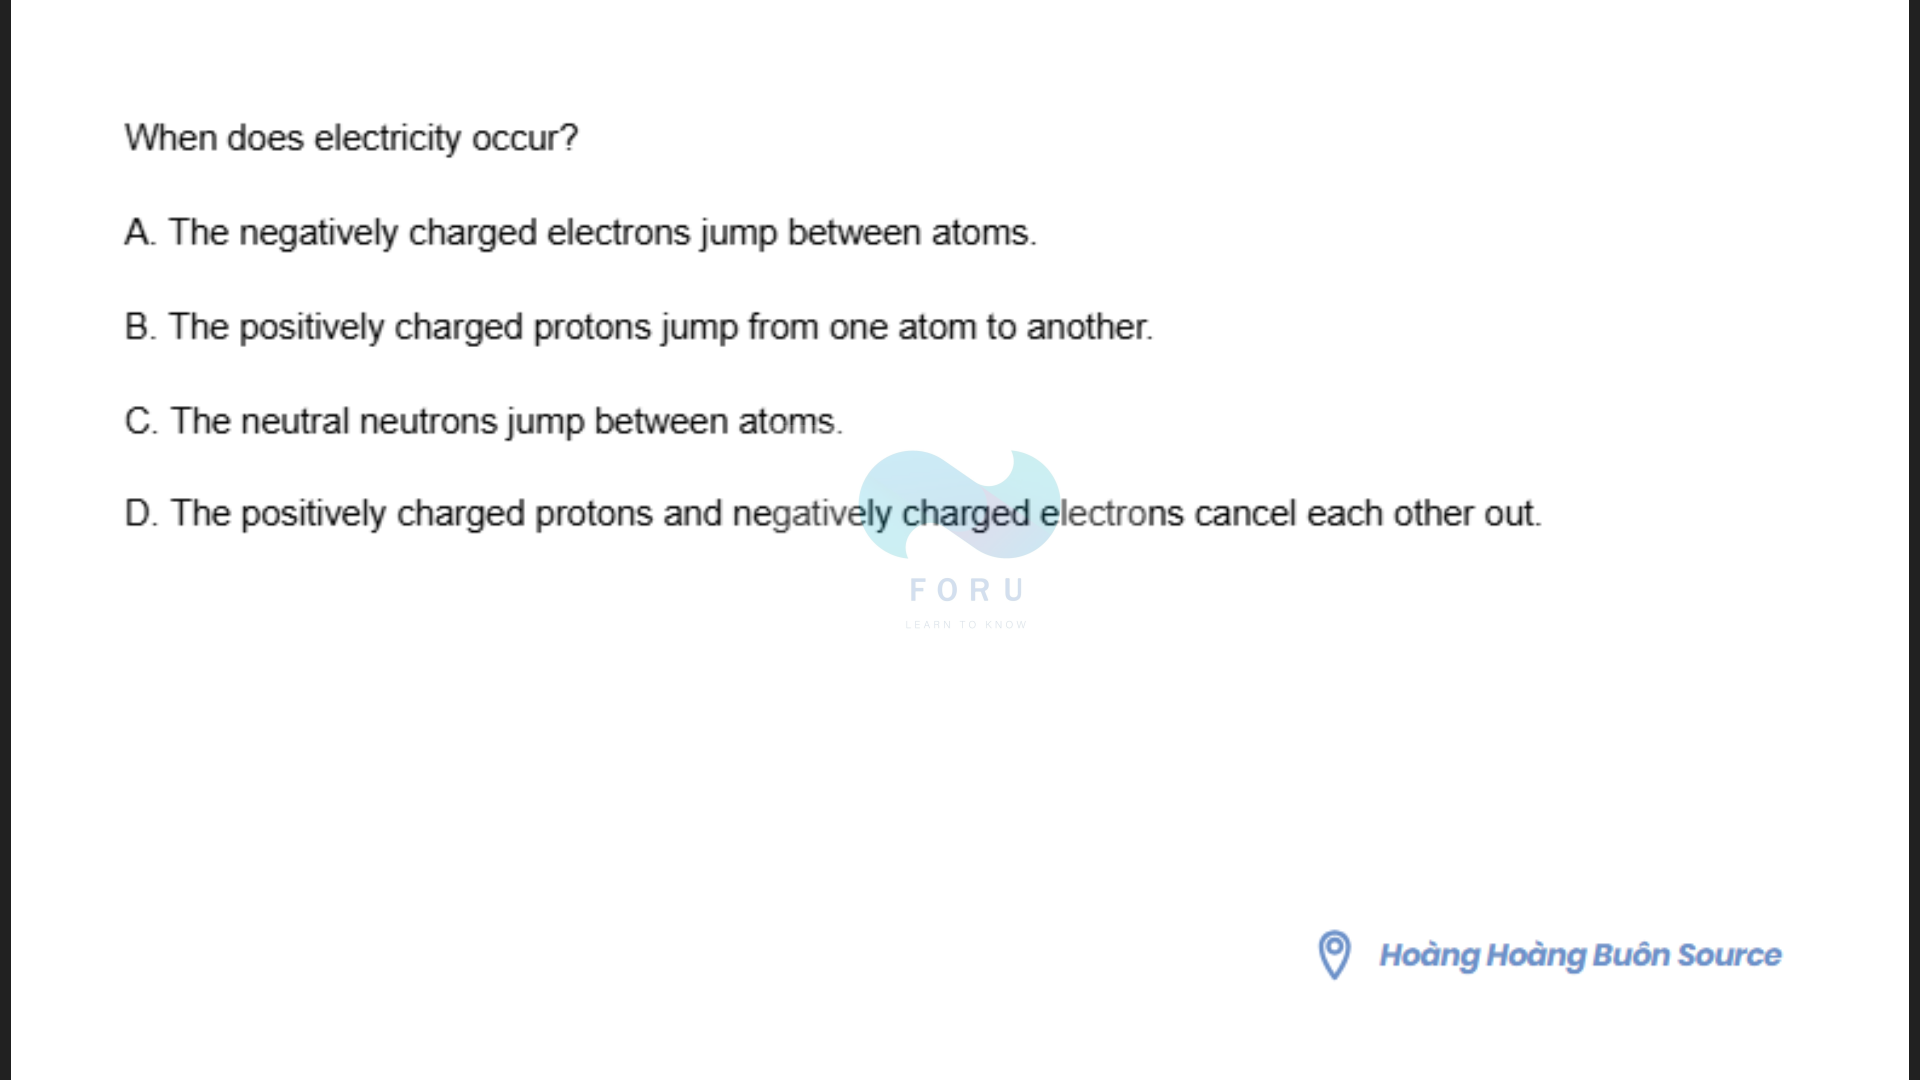 When does electricity occur?
A. The negatively charged electrons jump between atoms.
B. The positively charged protons jump from one atom to another.
C. The neutral neutrons jump between atoms.
D. The positively charged protons and negatively charged electrons cancel each other out.
FORU
LEARN TO KNOW
Hoàng Hoàng Buôn Source